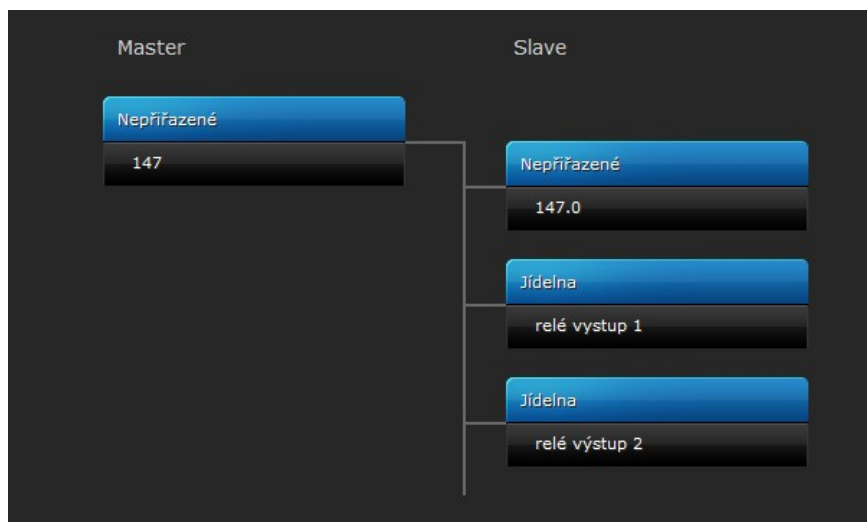 Master
Slave
Nepřiřazené
147
Nepřiřazené
147.0
Jídelna
relé vystup 1
Jídelna
relé výstup 2